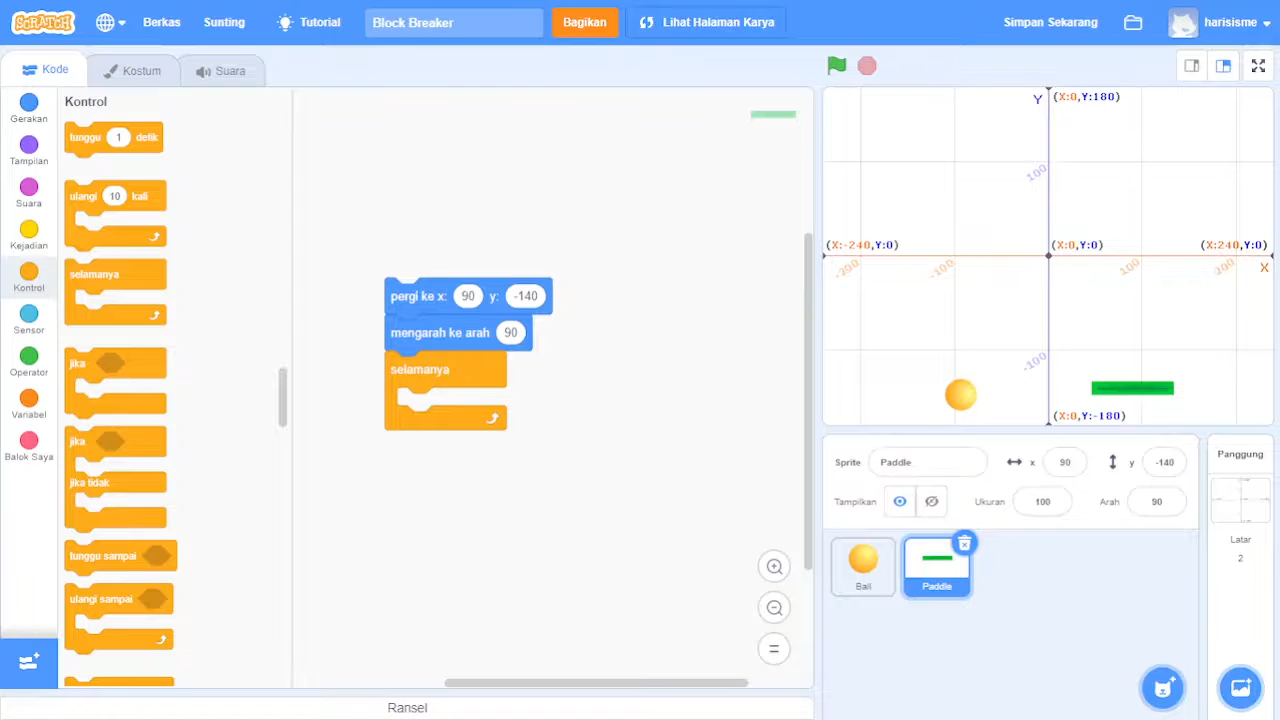 SCRATCH
Berkas
Sunting
Tutorial
Block Breaker
Bagikan
Lihat Halaman Karya
Simpan Sekarang
harisisme
Kode
Kostum
Suara
Gerakan
Tampilan
Suara
Kejadian
Kontrol
Sensor
Operator
Variabel
Balok Saya
Kontrol
tunggu 1 detik
ulangi 10 kali
selamanya
jika
jika
jika tidak
tunggu sampai
ulangi sampai
pergi ke x: 90 y: -140
mengarah ke arah 90
selamanya
Y
(X:0,Y:180)
100
(X:-240,Y:0)
(X:0,Y:0)
(X:240,Y:0)
-200
-100
100
200
X
-100
(X:0,Y:-180)
Sprite Paddle x 90 y -140
Tampilkan Ukuran 100 Arah 90
Ball
Paddle
Panggung
Latar
2
Ransel